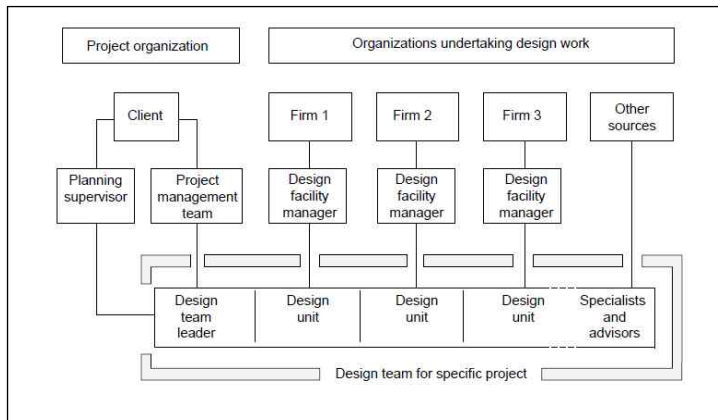 Project organization
Organizations undertaking design work
Client
Firm 1
Firm 2
Firm 3
Other
sources
Planning
supervisor
Project
management
team
Design
facility
manager
Design
facility
manager
Design
facility
manager
Design
team
leader
Design
unit
Design
unit
Design
unit
Specialists
and
advisors
Design team for specific project